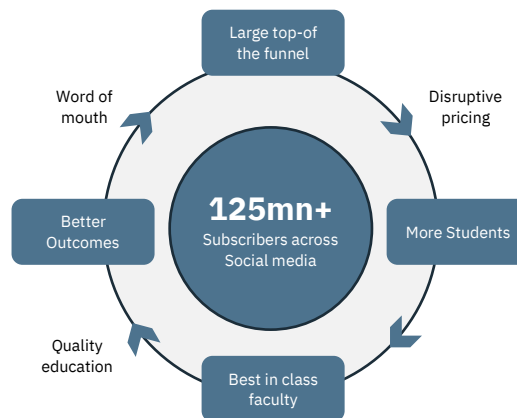 Large top-of
the funnel
Word of
mouth
Disruptive
pricing
125mn+
Subscribers across
Social media
Better
Outcomes
More Students
Quality
education
Best in class
faculty